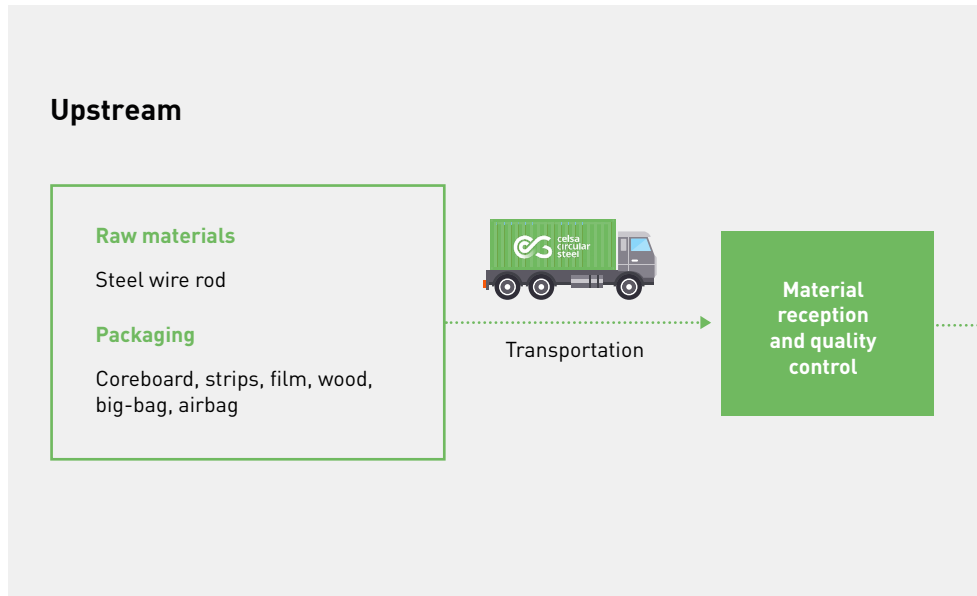 Upstream
Raw materials
Steel wire rod
Packaging
Coreboard, strips, film, wood,
big-bag, airbag
celsa
circular
steel
Transportation
Material
reception
and quality
control